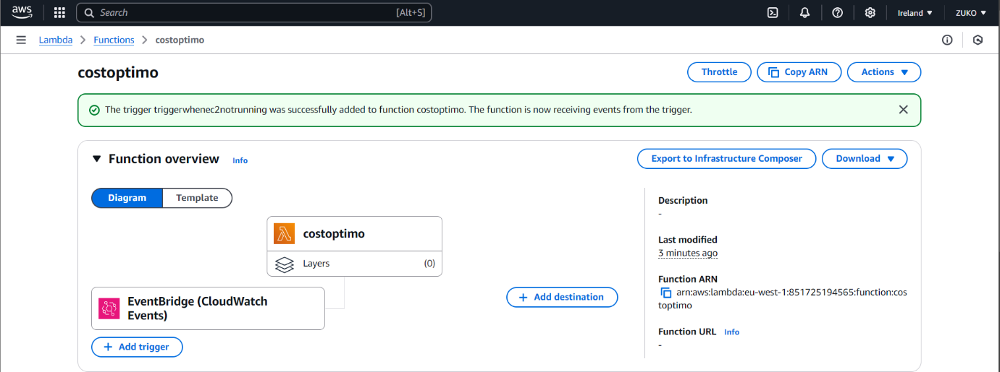 aws
Search [Alt+S]
Ireland ▼ ZUKO ▼
Lambda > Functions > costoptimo
costoptimo
Throttle Copy ARN Actions ▼
The trigger triggerwhenec2notrunning was successfully added to function costoptimo. The function is now receiving events from the trigger.
▼ Function overview Info
Export to Infrastructure Composer Download ▼
Diagram Template
costoptimo
Layers (0)
EventBridge (CloudWatch
Events)
+ Add trigger
+ Add destination
Description
-
Last modified
3 minutes ago
Function ARN
arn:aws:lambda:eu-west-1:851725194565:function:cos
toptimo
Function URL Info
-